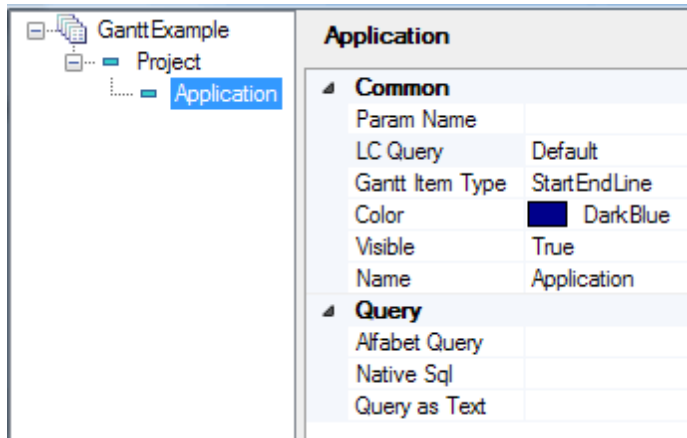 GanttExample
Project
Application
Application
Common
Param Name
LC Query Default
Gantt Item Type StartEndLine
Color DarkBlue
Visible True
Name Application
Query
Alfabet Query
Native Sql
Query as Text